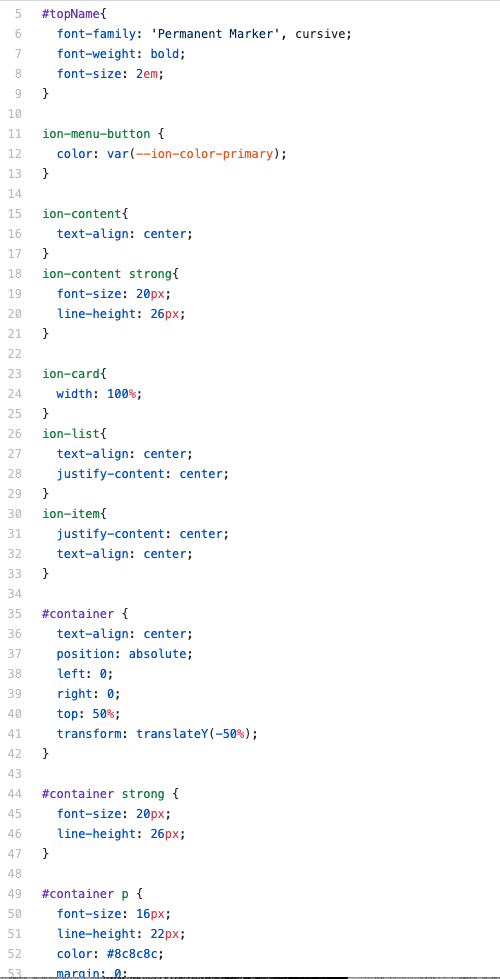 5 #topName{
6   font-family: 'Permanent Marker', cursive;
7   font-weight: bold;
8   font-size: 2em;
9 }
10
11 ion-menu-button {
12   color: var(--ion-color-primary);
13 }
14
15 ion-content{
16   text-align: center;
17 }
18 ion-content strong{
19   font-size: 20px;
20   line-height: 26px;
21 }
22
23 ion-card{
24   width: 100%;
25 }
26 ion-list{
27   text-align: center;
28   justify-content: center;
29 }
30 ion-item{
31   justify-content: center;
32   text-align: center;
33 }
34
35 #container {
36   text-align: center;
37   position: absolute;
38   left: 0;
39   right: 0;
40   top: 50%;
41   transform: translateY(-50%);
42 }
43
44 #container strong {
45   font-size: 20px;
46   line-height: 26px;
47 }
48
49 #container p {
50   font-size: 16px;
51   line-height: 22px;
52   color: #8c8c8c;
53   margin: 0;